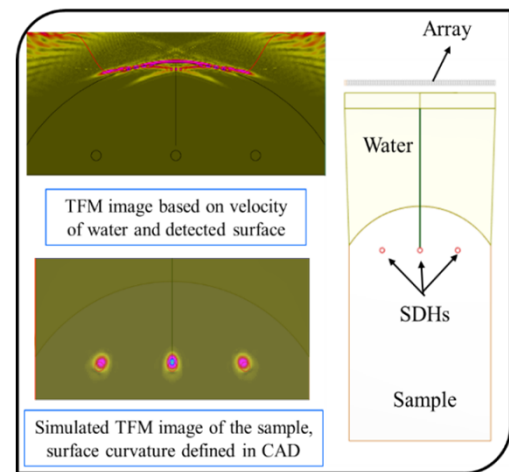 Array
Water
TFM image based on velocity
of water and detected surface
SDHs
Sample
Simulated TFM image of the sample,
surface curvature defined in CAD